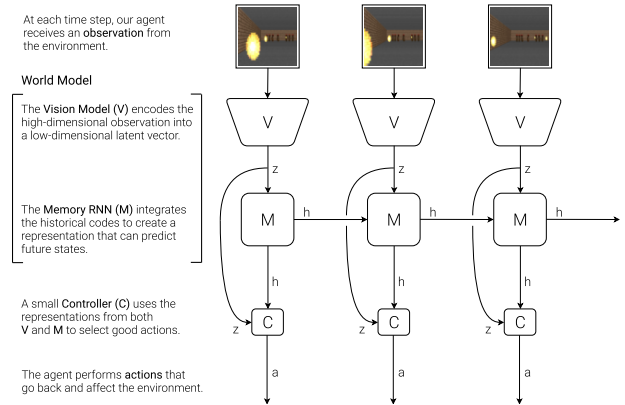 At each time step, our agent
receives an observation from
the environment.
World Model
The Vision Model (V) encodes the
high-dimensional observation into
a low-dimensional latent vector.
V V V
z z z
The Memory RNN (M) integrates
the historical codes to create a
representation that can predict
future states.
M h M h M h
h h h
A small Controller (C) uses the
representations from both
V and M to select good actions.
z C z C z C
The agent performs actions that
go back and affect the environment.
a a a